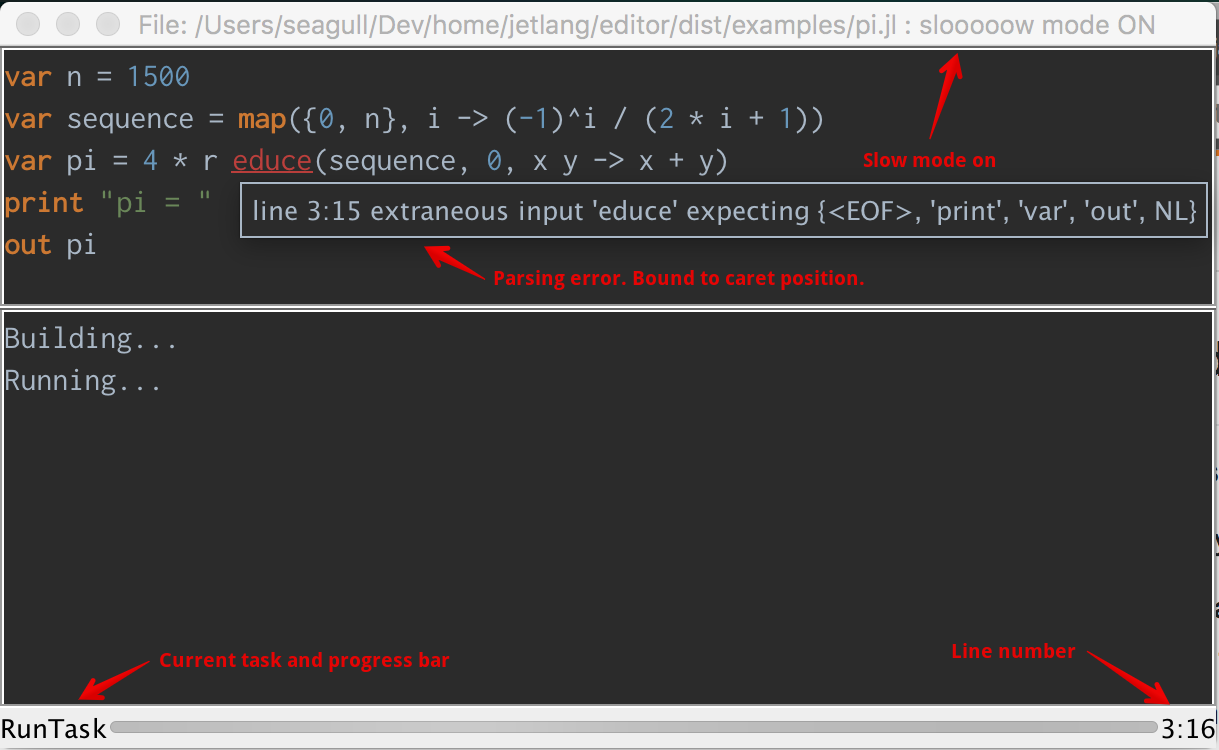 File: /Users/seagull/Dev/home/jetlang/editor/dist/examples/pi.jl : slooooow mode ON
var n = 1500
var sequence = map({0, n}, i -> (-1)^i / (2 * i + 1))
var pi = 4 * r educe(sequence, 0, x y -> x + y)
Slow mode on
print "pi = "
line 3:15 extraneous input 'educe' expecting {<EOF>, 'print', 'var', 'out', NL}
out pi
Parsing error. Bound to caret position.
Building...
Running...
Current task and progress bar
Line number
RunTask
3:16